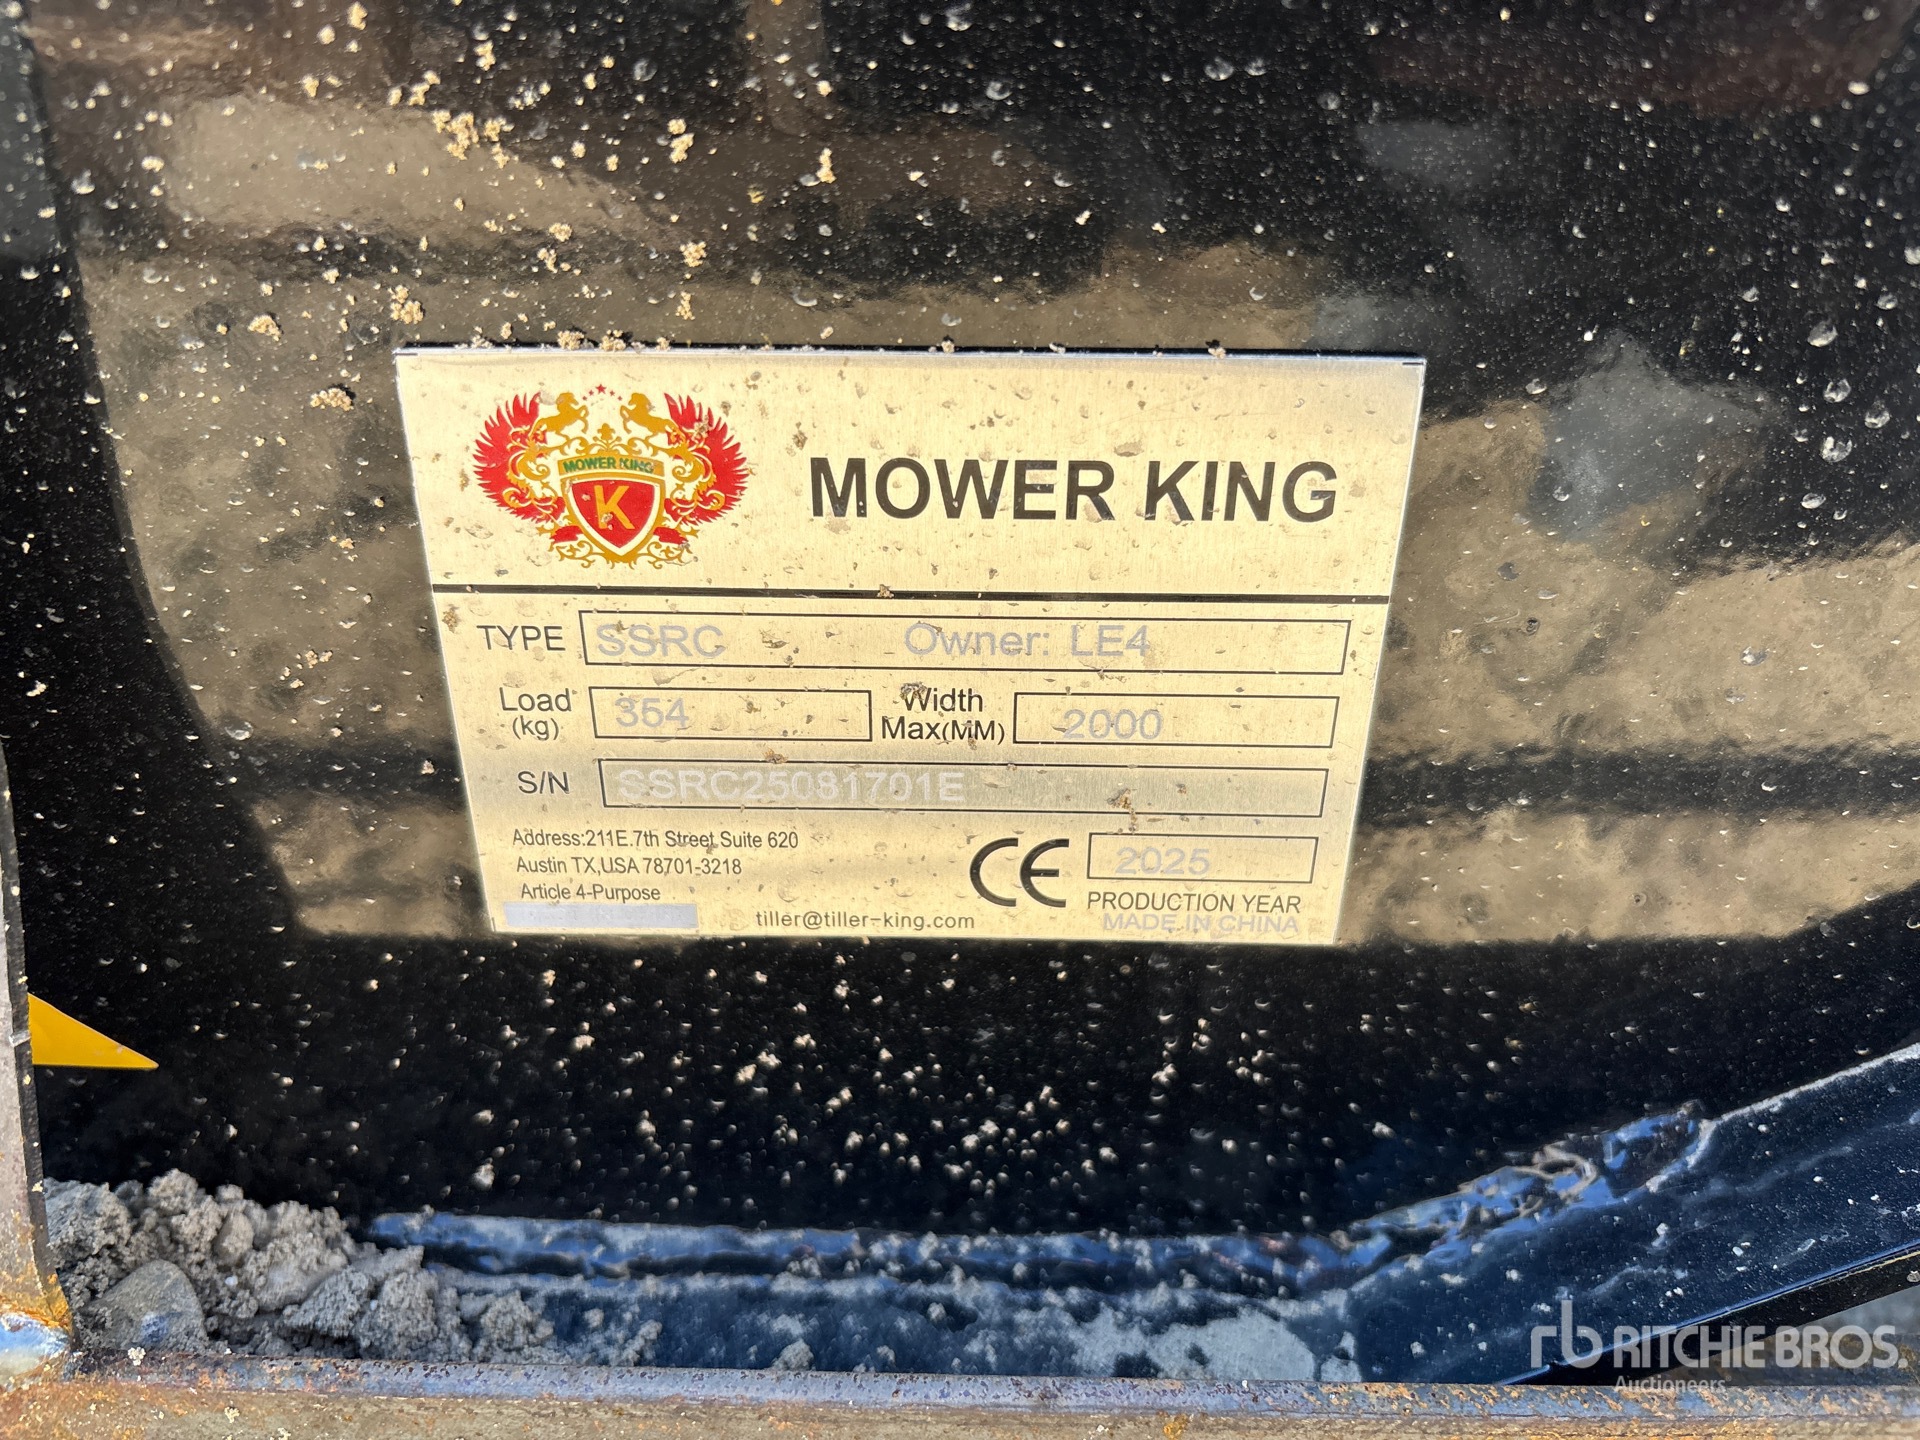 MOWER KING
K
MOWER KING
TYPE SSRC Owner: LE4
Load (kg) 354 Width Max(MM) 2000
S/N SSRC25081701E
Address:211E.7th Street,Suite 620
Austin TX,USA 78701-3218
Article 4-Purpose
tiller@tiller-king.com
CE 2025
PRODUCTION YEAR
MADE IN CHINA
rb RITCHIE BROS.
Auctioneers